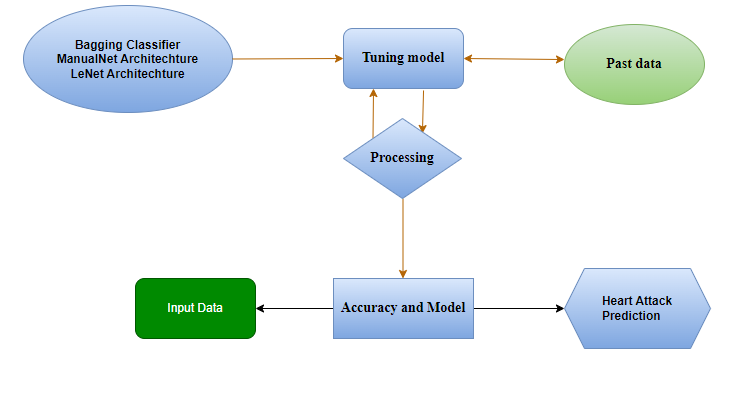 Bagging Classifier
ManualNet Architechture
LeNet Architechture
Tuning model
Past data
Processing
Input Data
Accuracy and Model
Heart Attack
Prediction